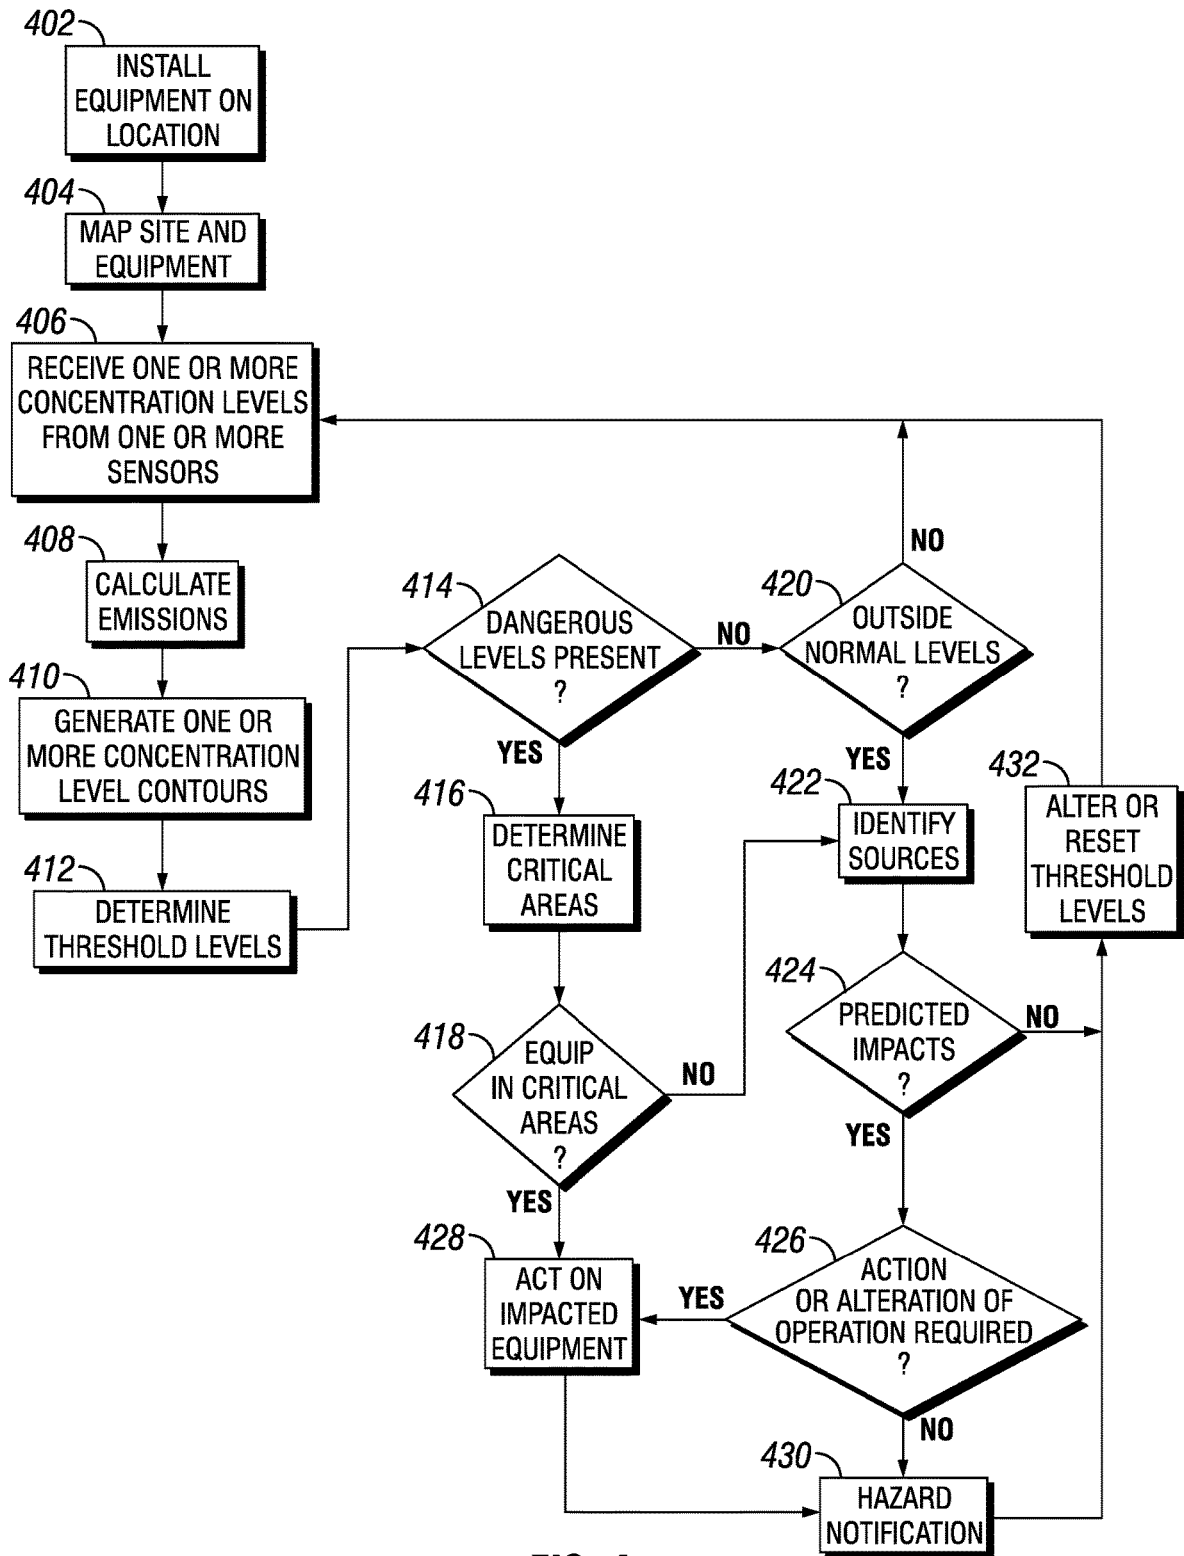 402
INSTALL
EQUIPMENT ON
LOCATION
404
MAP SITE AND
EQUIPMENT
406
RECEIVE ONE OR MORE
CONCENTRATION LEVELS
FROM ONE OR MORE
SENSORS
408
CALCULATE
EMISSIONS
410
GENERATE ONE OR
MORE CONCENTRATION
LEVEL CONTOURS
412
DETERMINE
THRESHOLD LEVELS
414
DANGEROUS
LEVELS PRESENT
?
NO
YES
416
DETERMINE
CRITICAL
AREAS
418
EQUIP
IN CRITICAL
AREAS
?
NO
YES
420
OUTSIDE
NORMAL LEVELS
?
NO
YES
422
IDENTIFY
SOURCES
424
PREDICTED
IMPACTS
?
NO
YES
426
ACTION
OR ALTERATION OF
OPERATION REQUIRED
?
YES
NO
428
ACT ON
IMPACTED
EQUIPMENT
430
HAZARD
NOTIFICATION
432
ALTER OR
RESET
THRESHOLD
LEVELS